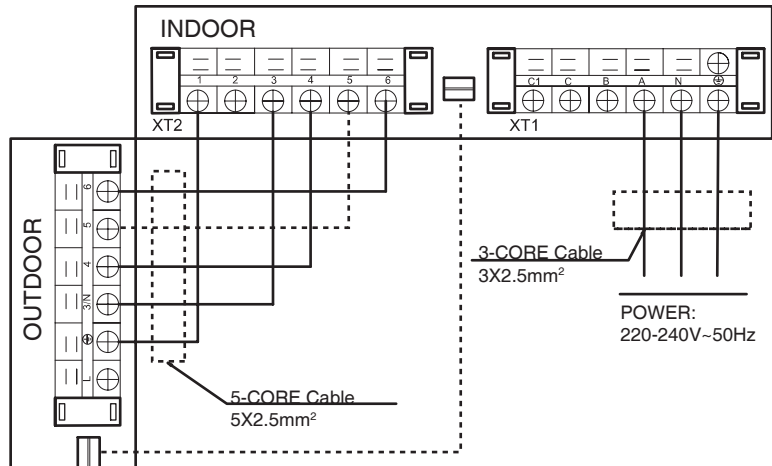 INDOOR
1 2 3 4 5 6
C1 C B A N
XT2
XT1
OUTDOOR
6
5
4
3/N
L
3-CORE Cable
3X2.5mm²
POWER:
220-240V~50Hz
5-CORE Cable
5X2.5mm²